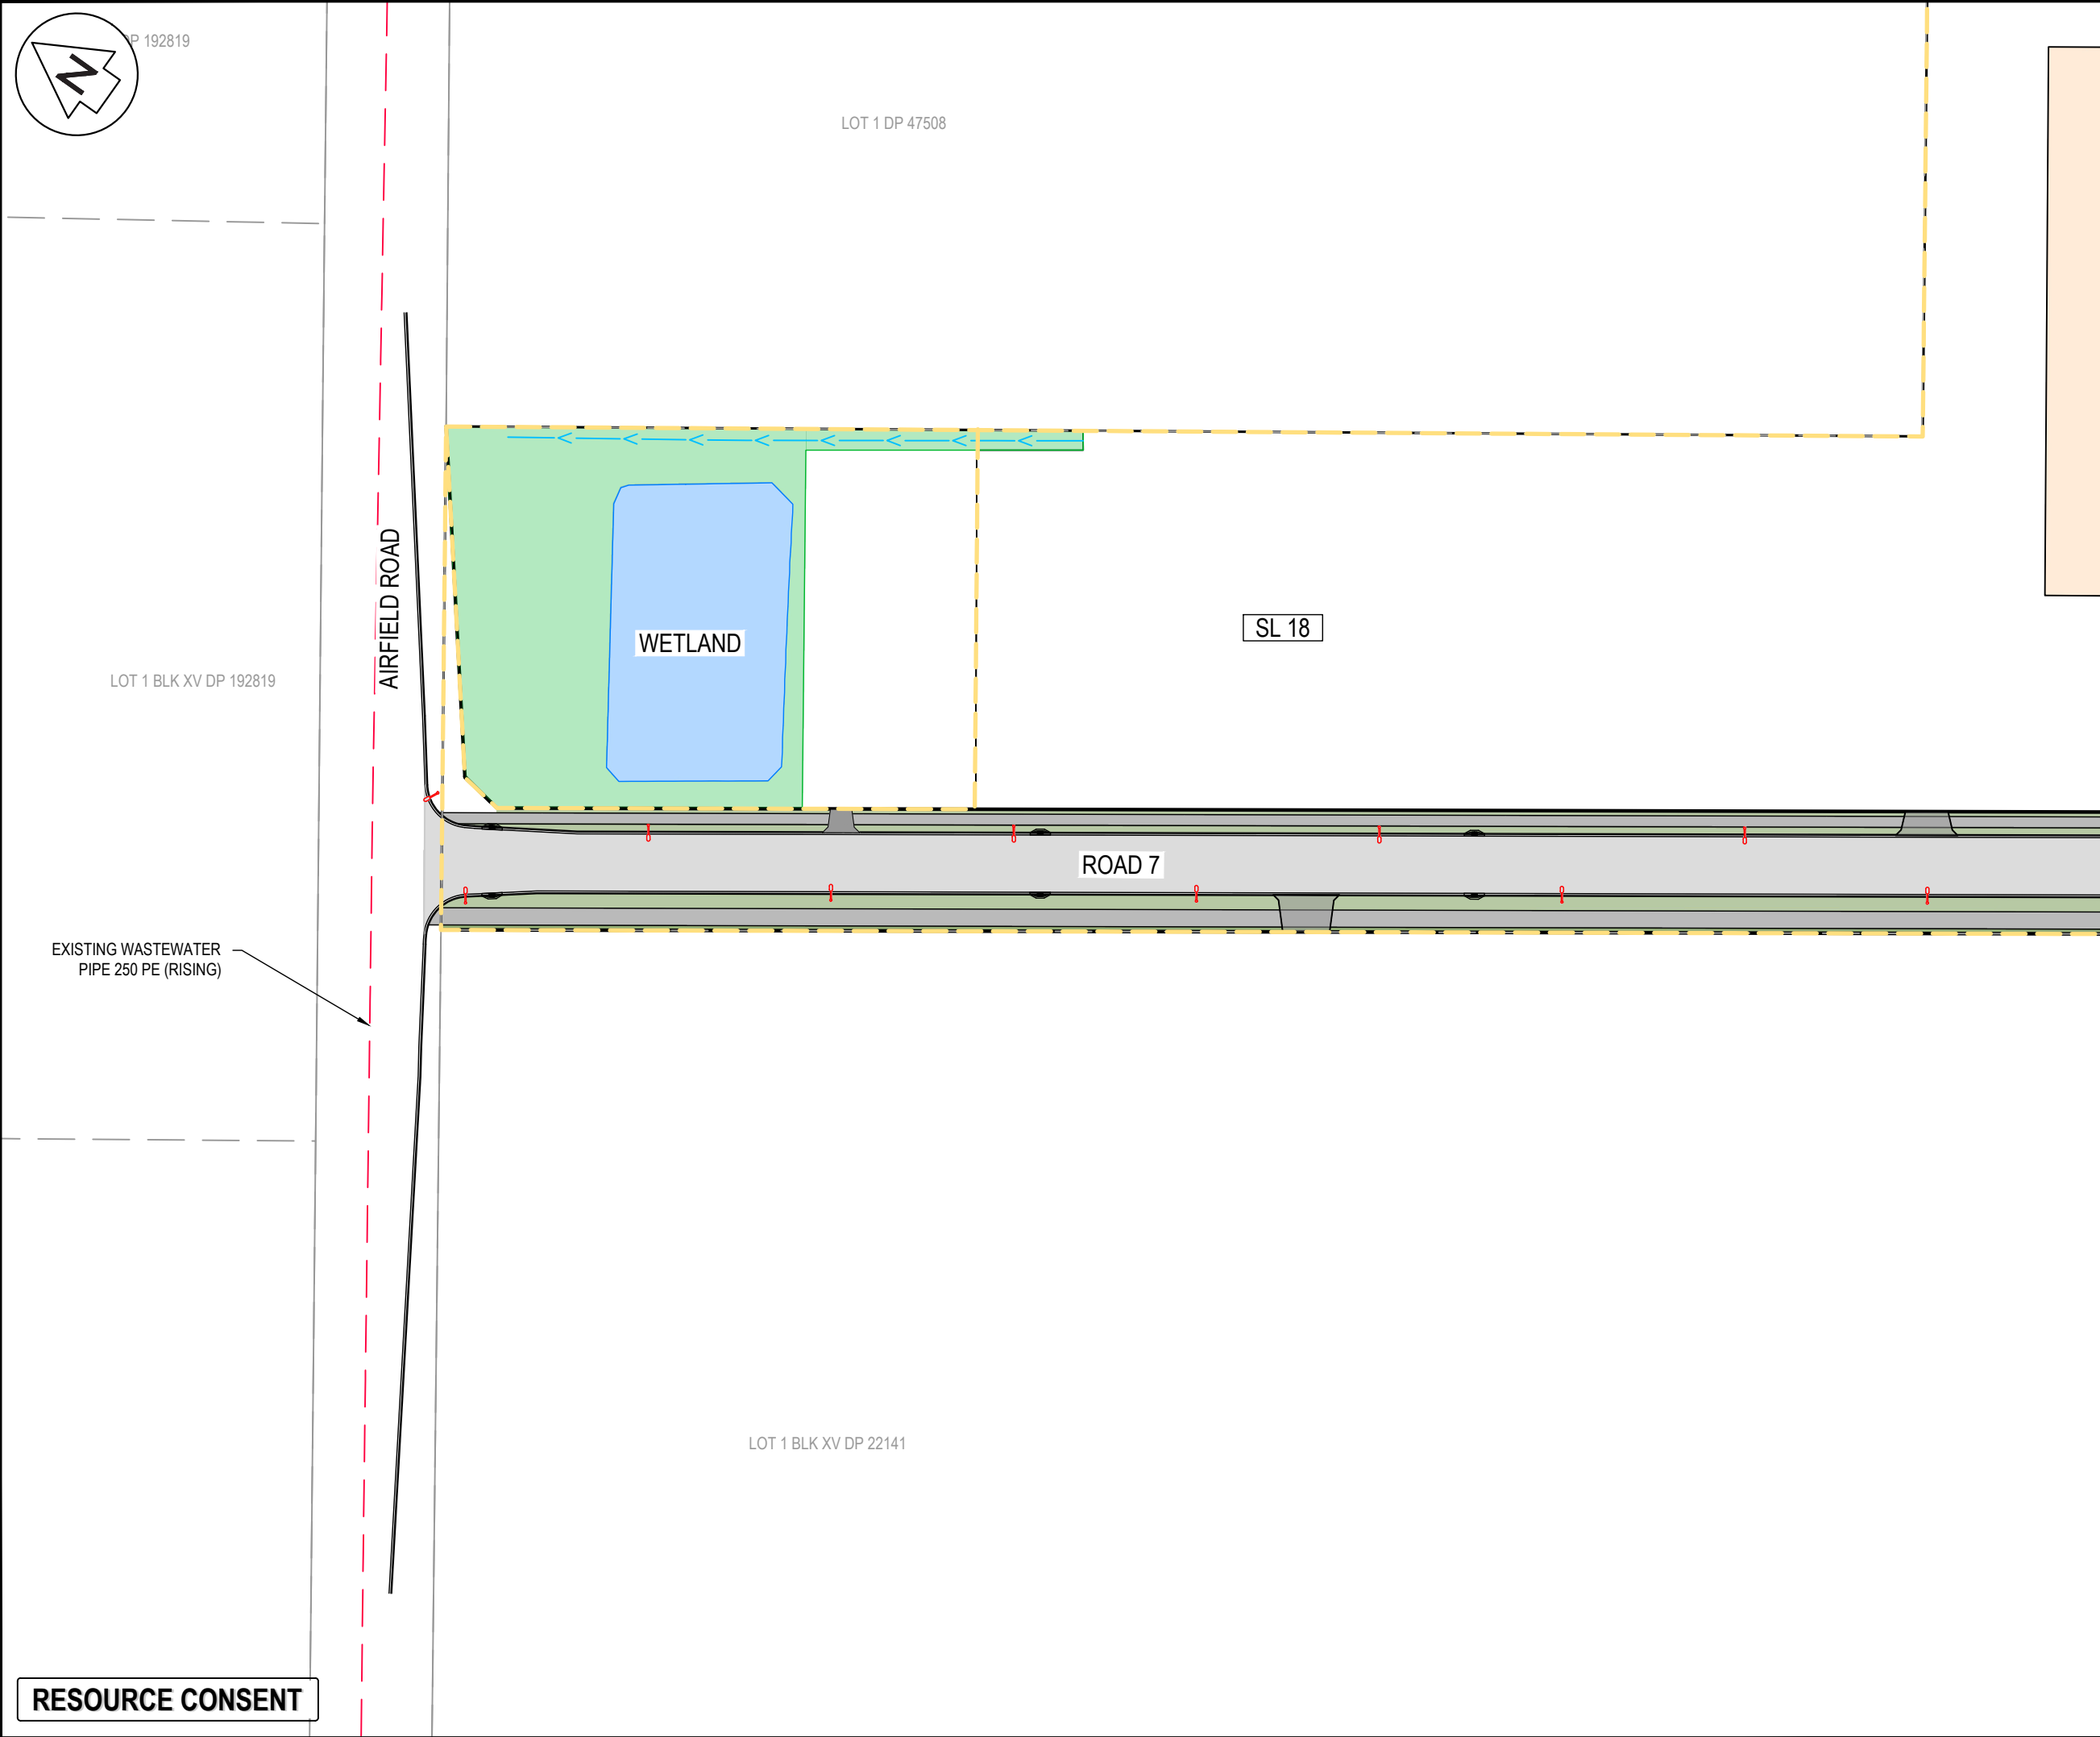 N
DP 192819
LOT 1 DP 47508
AIRFIELD ROAD
WETLAND
SL 18
LOT 1 BLK XV DP 192819
ROAD 7
EXISTING WASTEWATER
PIPE 250 PE (RISING)
LOT 1 BLK XV DP 22141
RESOURCE CONSENT